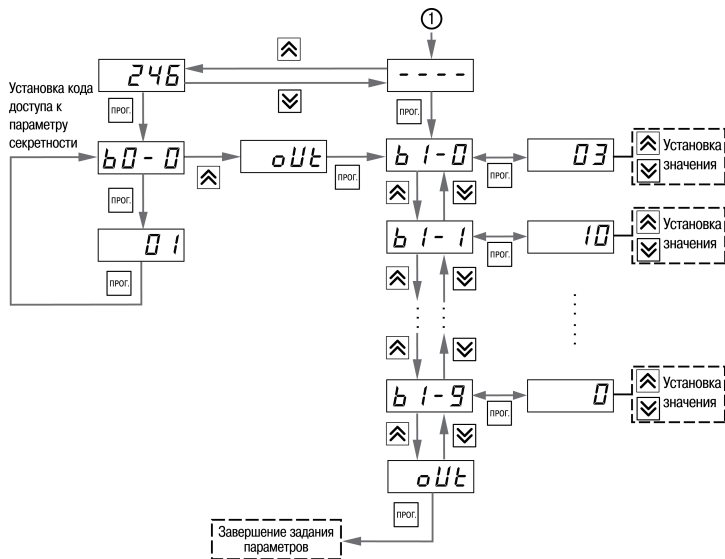 1
246
- - - -
Установка кода
доступа к
параметру
секретности
ПРОГ.
ПРОГ.
b0-0
oUt
ПРОГ.
b1-0
ПРОГ.
03
Установка
значения
ПРОГ.
01
ПРОГ.
b1-1
ПРОГ.
10
Установка
значения
b1-9
ПРОГ.
0
Установка
значения
oUt
ПРОГ.
Завершение задания
параметров